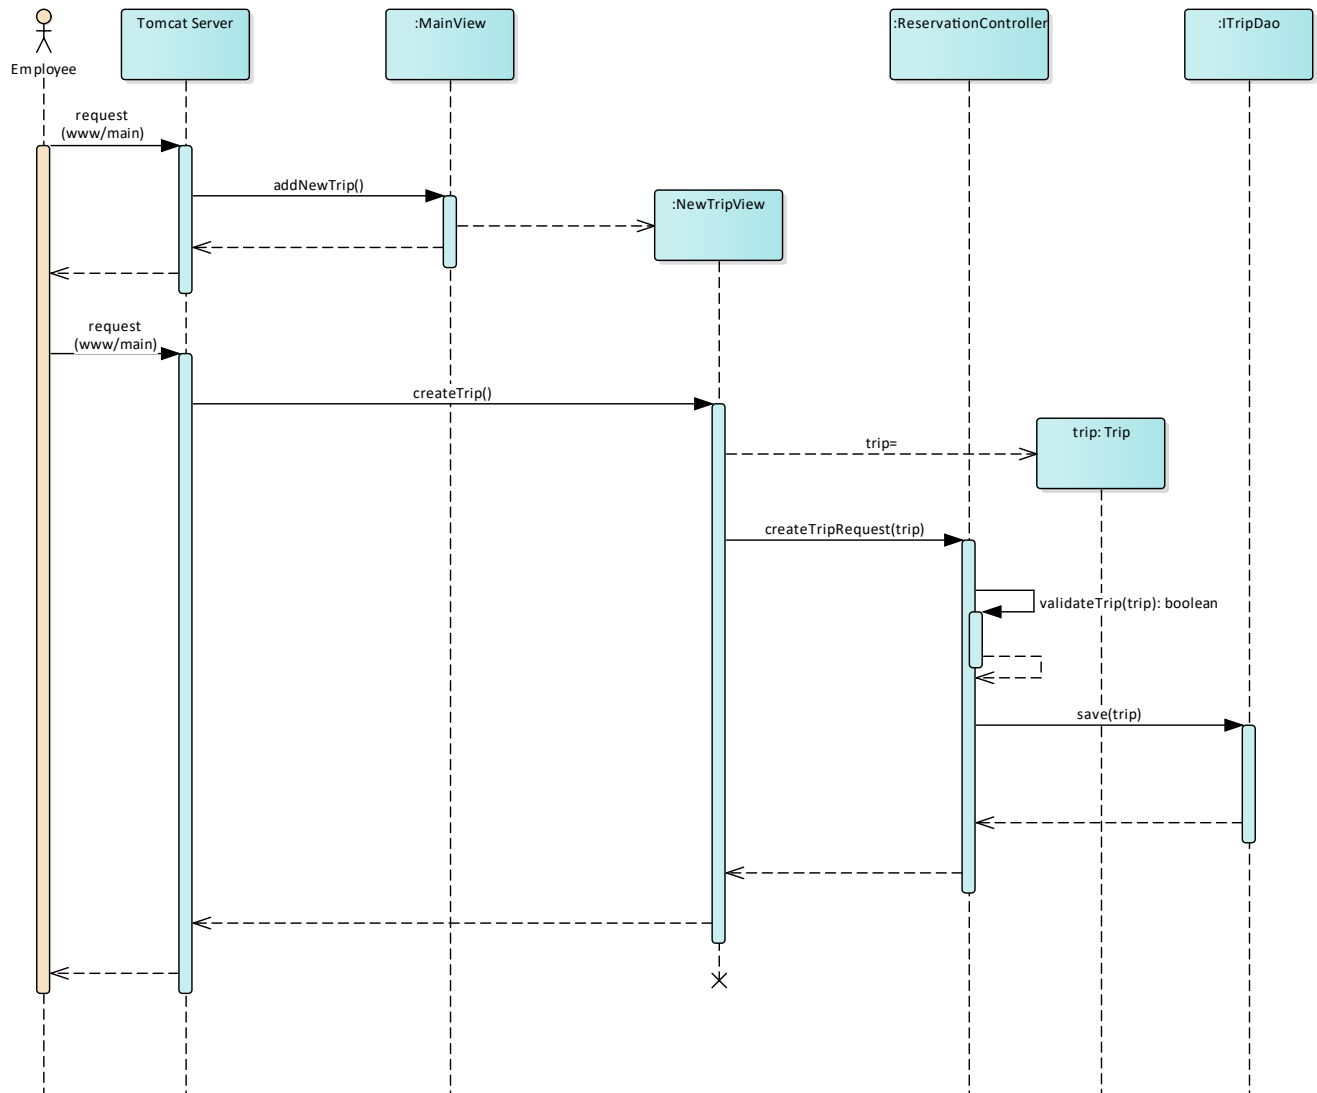 Tomcat Server
:MainView
:ReservationController
:ITripDao
Employee
request
(www/main)
addNewTrip()
:NewTripView
request
(www/main)
createTrip()
trip: Trip
trip=
createTripRequest(trip)
validateTrip(trip): boolean
save(trip)